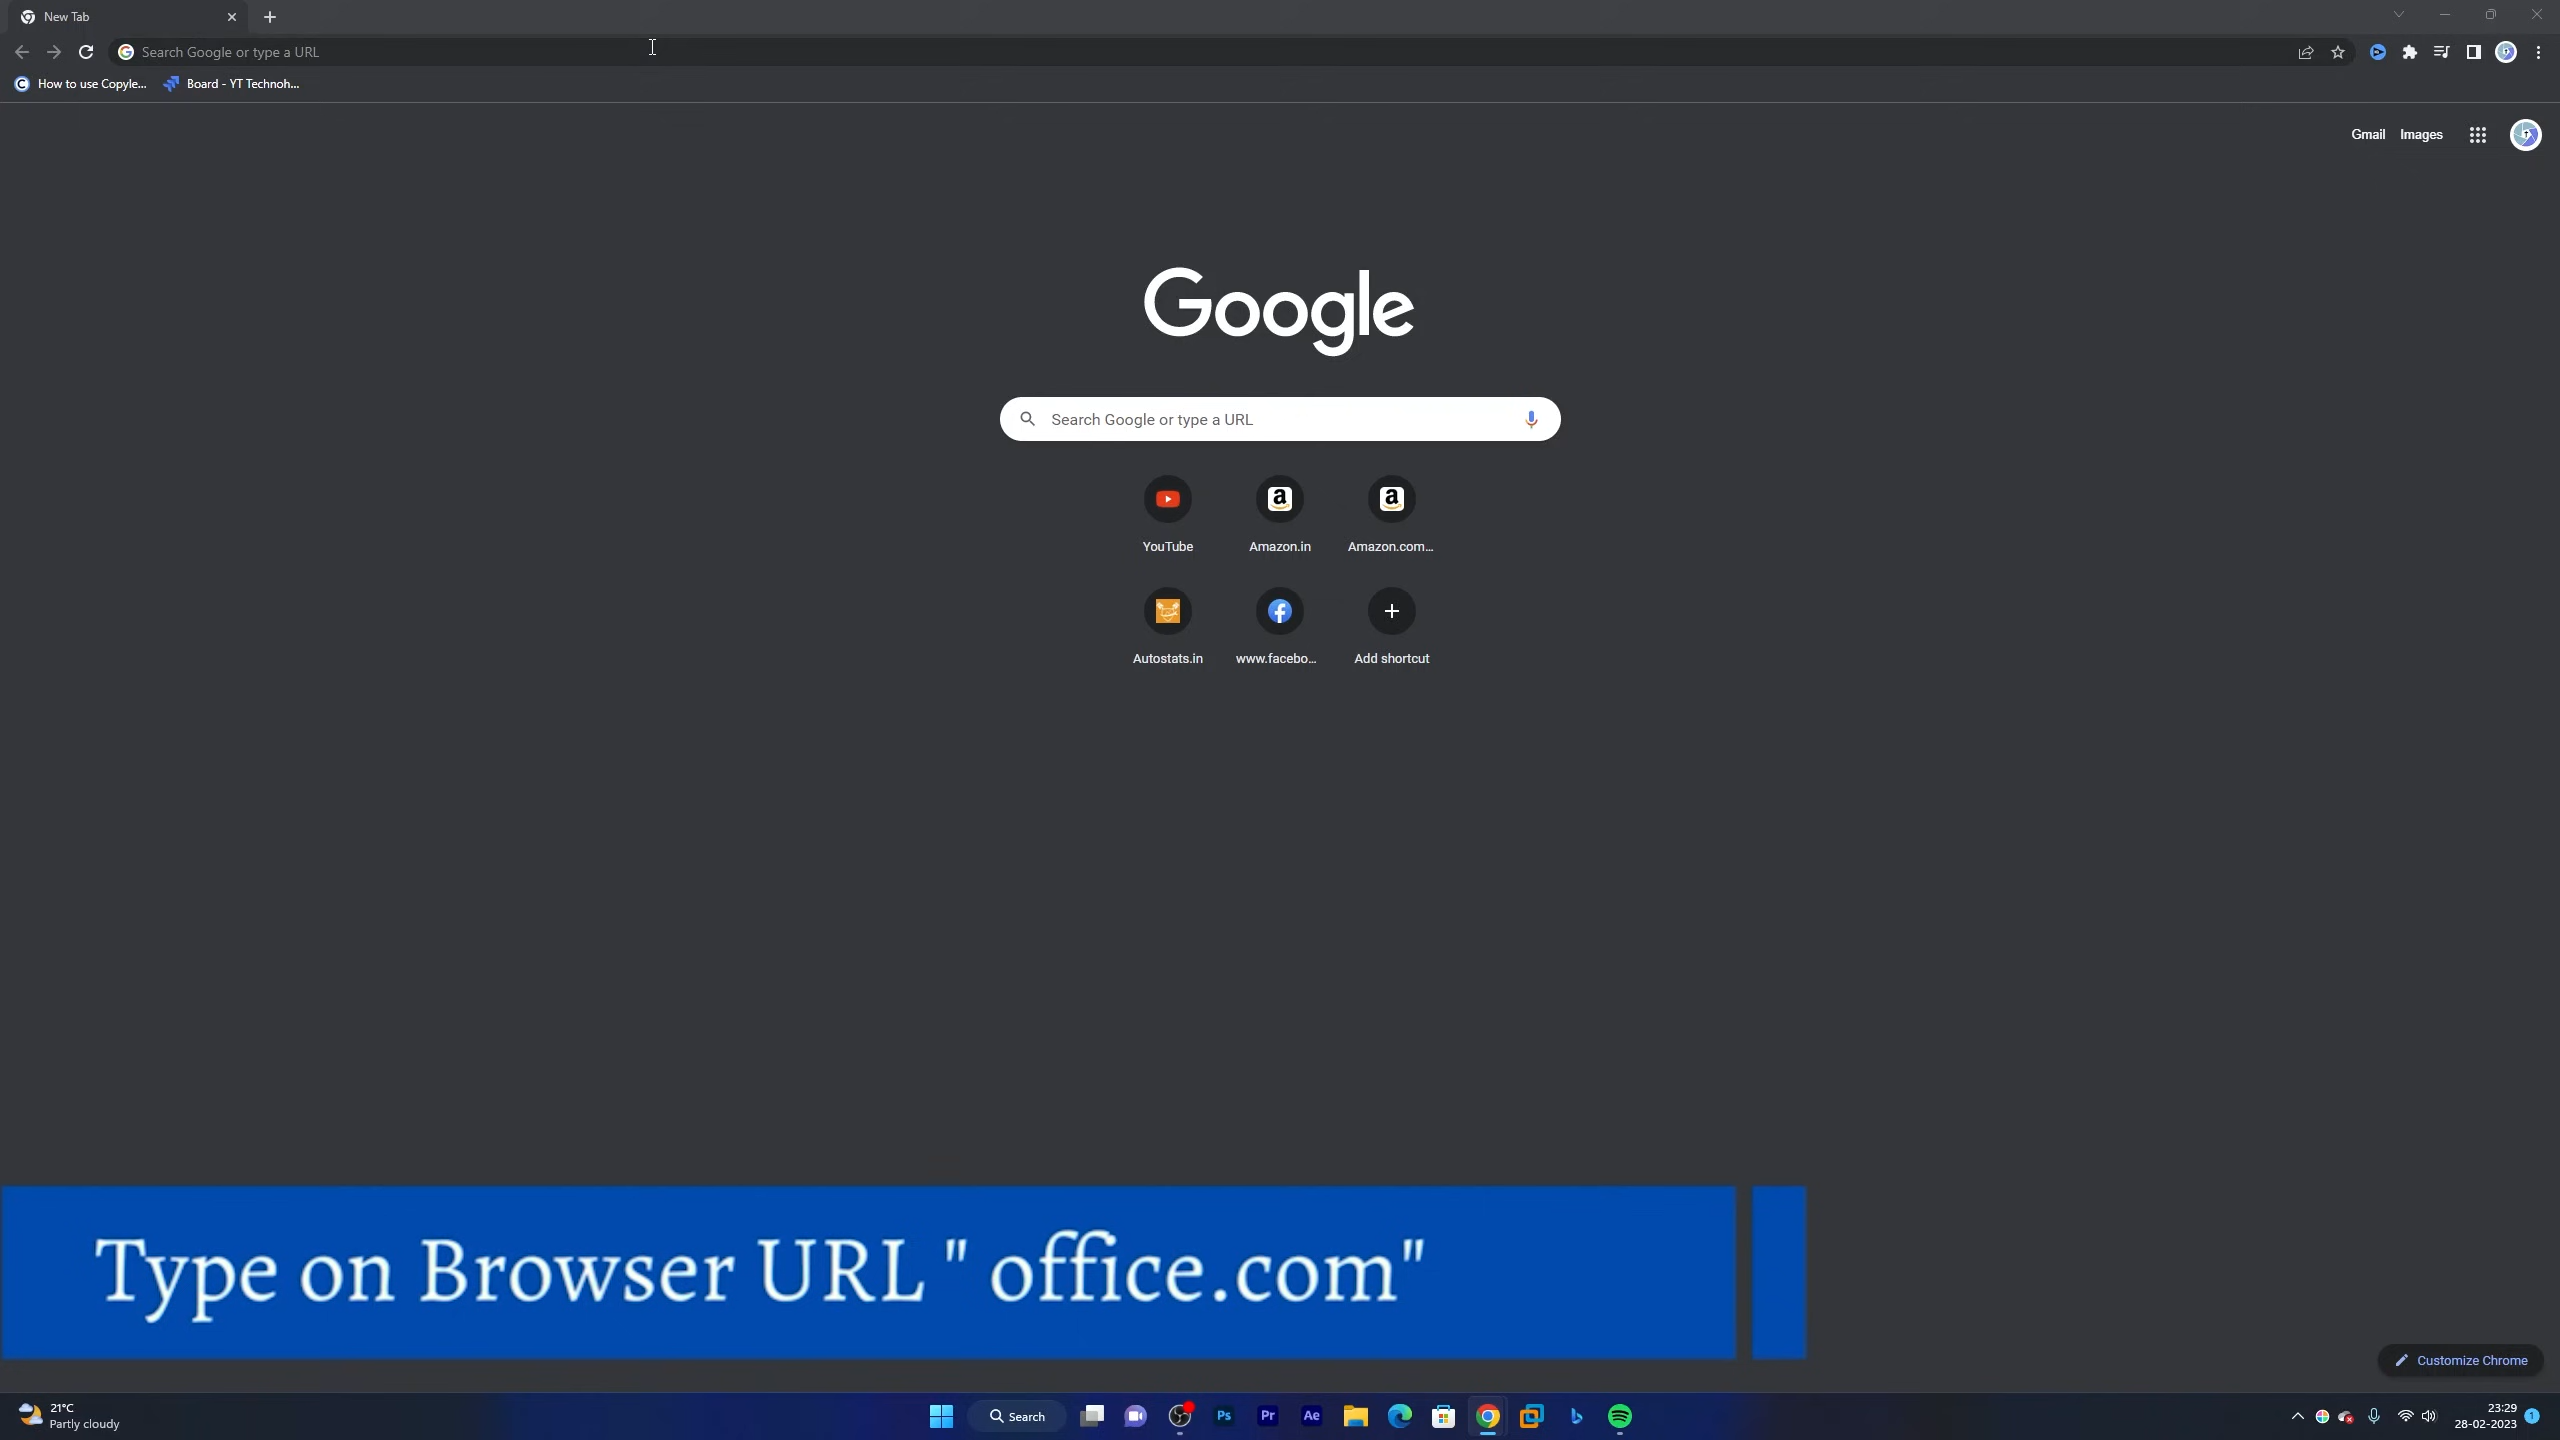 New Tab
Search Google or type a URL
How to use Copyle...
Board - YT Technoh...
Gmail
Images
Google
Search Google or type a URL
YouTube
Amazon.in
Amazon.com...
Autostats.in
www.facebo...
Add shortcut
Type on Browser URL " office.com"
Customize Chrome
21°C
Partly cloudy
Search
Ps
Pr
Ae
23:29
28-02-2023
1